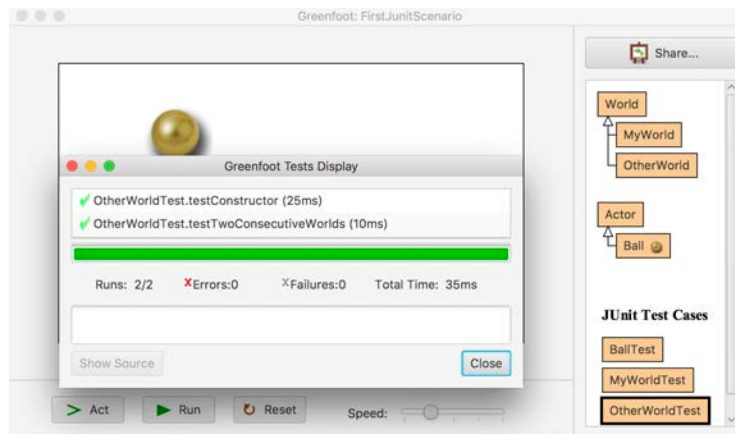 Greenfoot: FirstJunitScenario
Share...
World
MyWorld
OtherWorld
Actor
Ball
JUnit Test Cases
BallTest
MyWorldTest
OtherWorldTest
Greenfoot Tests Display
OtherWorldTest.testConstructor (25ms)
OtherWorldTest.testTwoConsecutiveWorlds (10ms)
Runs: 2/2 XErrors:0 XFailures:0 Total Time: 35ms
Show Source Close
Act Run Reset Speed: